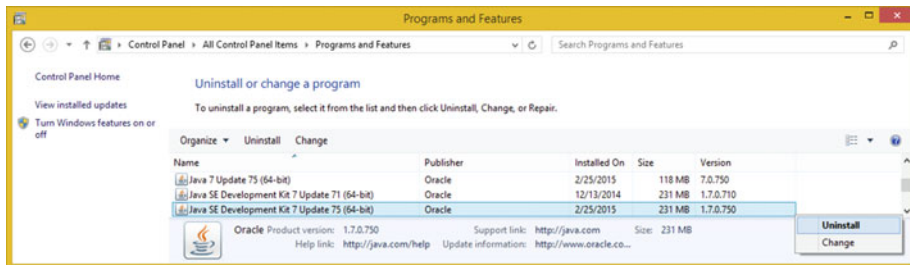 Programs and Features
Control Panel > All Control Panel Items > Programs and Features
Search Programs and Features
Control Panel Home
View installed updates
Turn Windows features on or
off
Uninstall or change a program
To uninstall a program, select it from the list and then click Uninstall, Change, or Repair.
Organize Uninstall Change
Name Publisher Installed On Size Version
Java 7 Update 75 (64-bit) Oracle 2/25/2015 118 MB 7.0.750
Java SE Development Kit 7 Update 71 (64-bit) Oracle 12/13/2014 231 MB 1.7.0.710
Java SE Development Kit 7 Update 75 (64-bit) Oracle 2/25/2015 231 MB 1.7.0.750
Oracle Product version: 1.7.0.750 Support link: http://java.com Size: 231 MB
Help link: http://java.com/help Update information: http://www.oracle.co...
Uninstall
Change